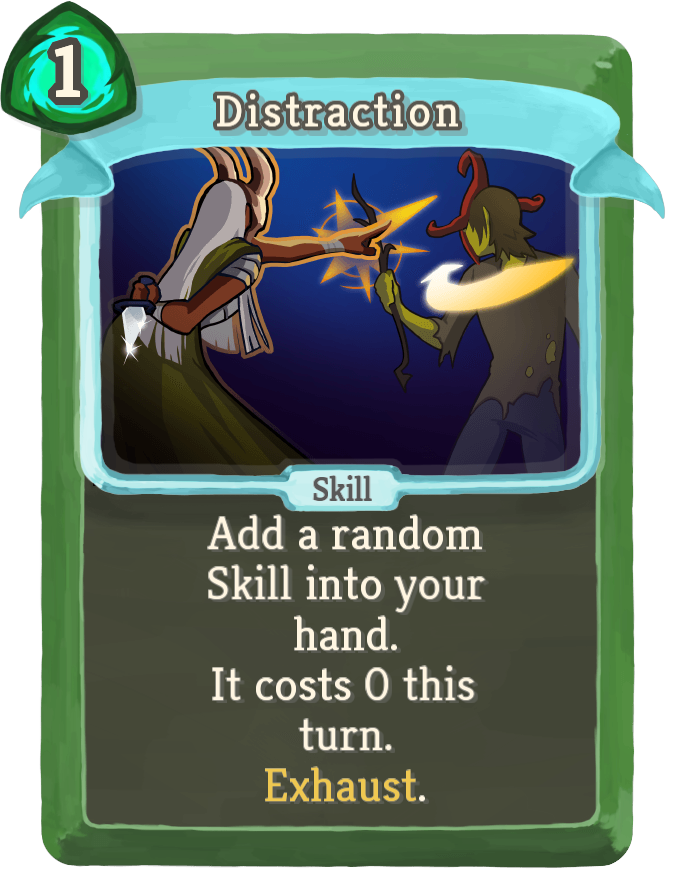 1
Distraction
Skill
Add a random
Skill into your
hand.
It costs 0 this
turn.
Exhaust.